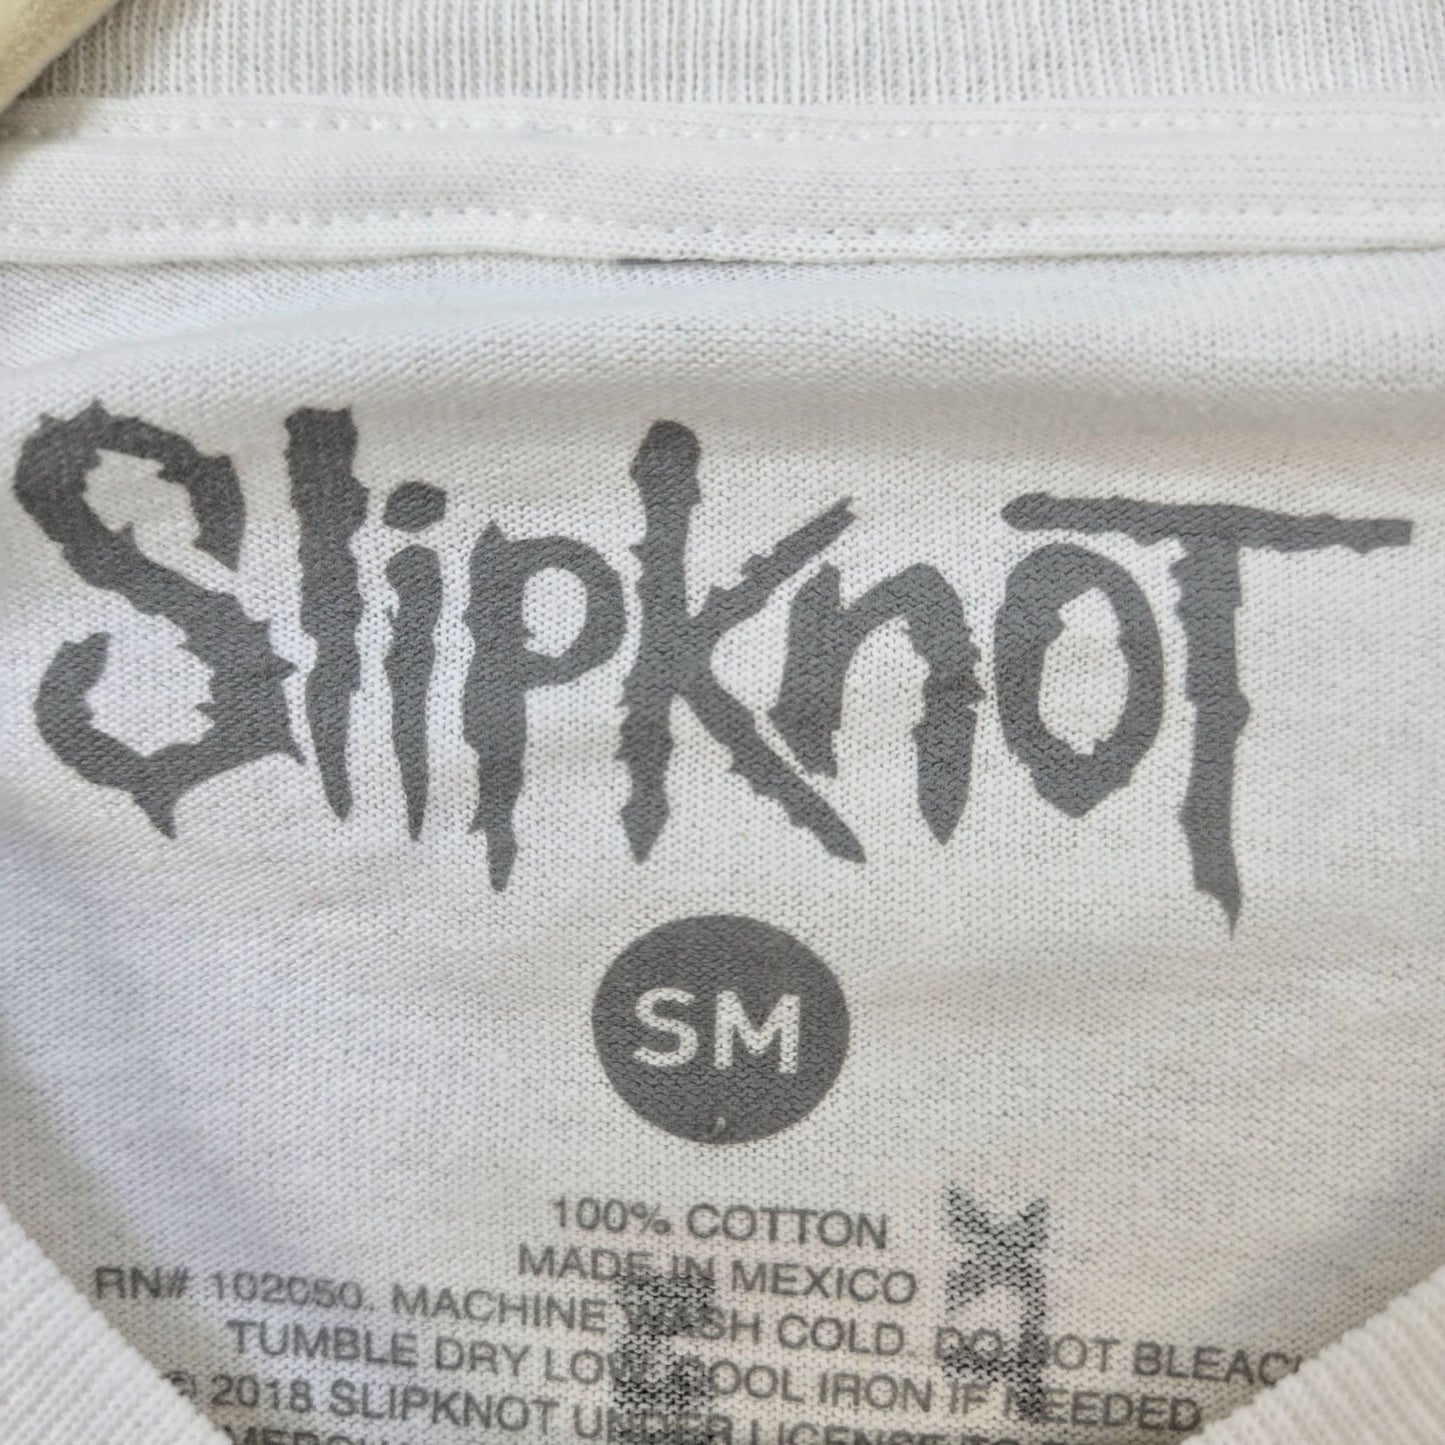 Slipknot
SM
100% COTTON
MADE IN MEXICO
RN# 102050. MACHINE WASH COLD. DO NOT BLEACH
TUMBLE DRY LOW COOL IRON IF NEEDED
© 2018 SLIPKNOT UNDER LICENSE TO